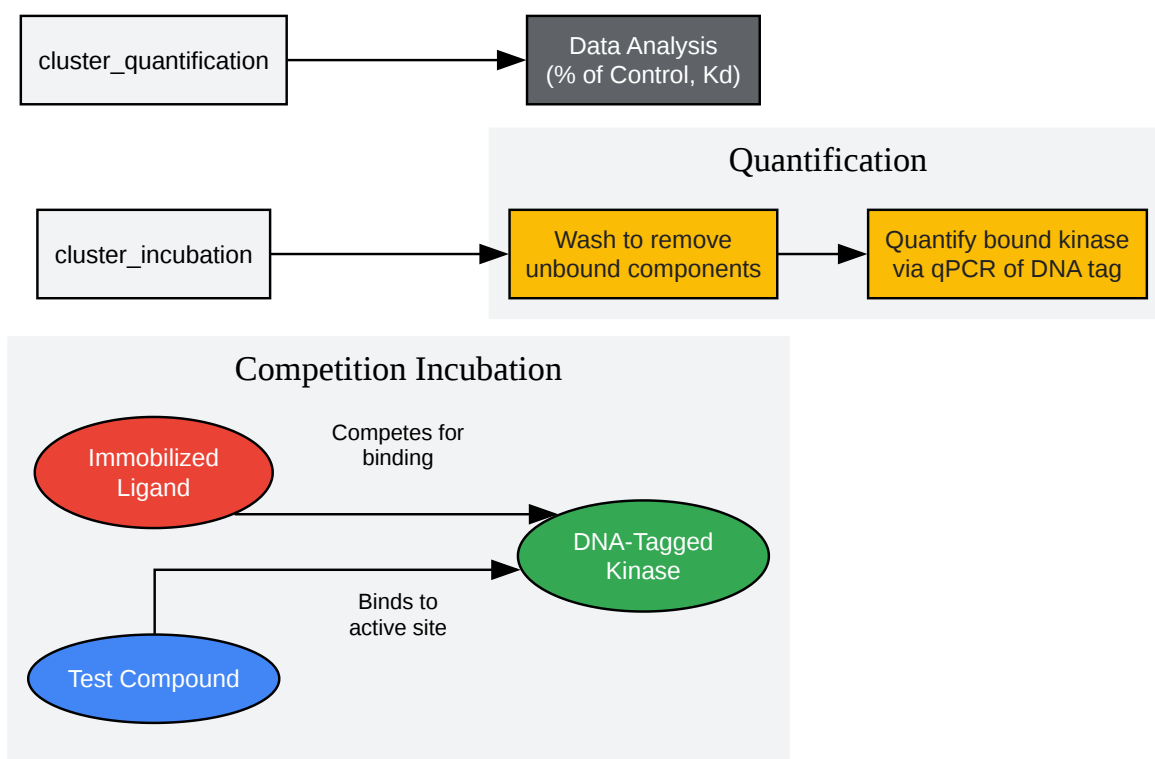 cluster_quantification
Data Analysis
(% of Control, Kd)
Quantification
cluster_incubation
Wash to remove
unbound components
Quantify bound kinase
via qPCR of DNA tag
Competition Incubation
Immobilized
Ligand
Competes for
binding
DNA-Tagged
Kinase
Binds to
active site
Test Compound